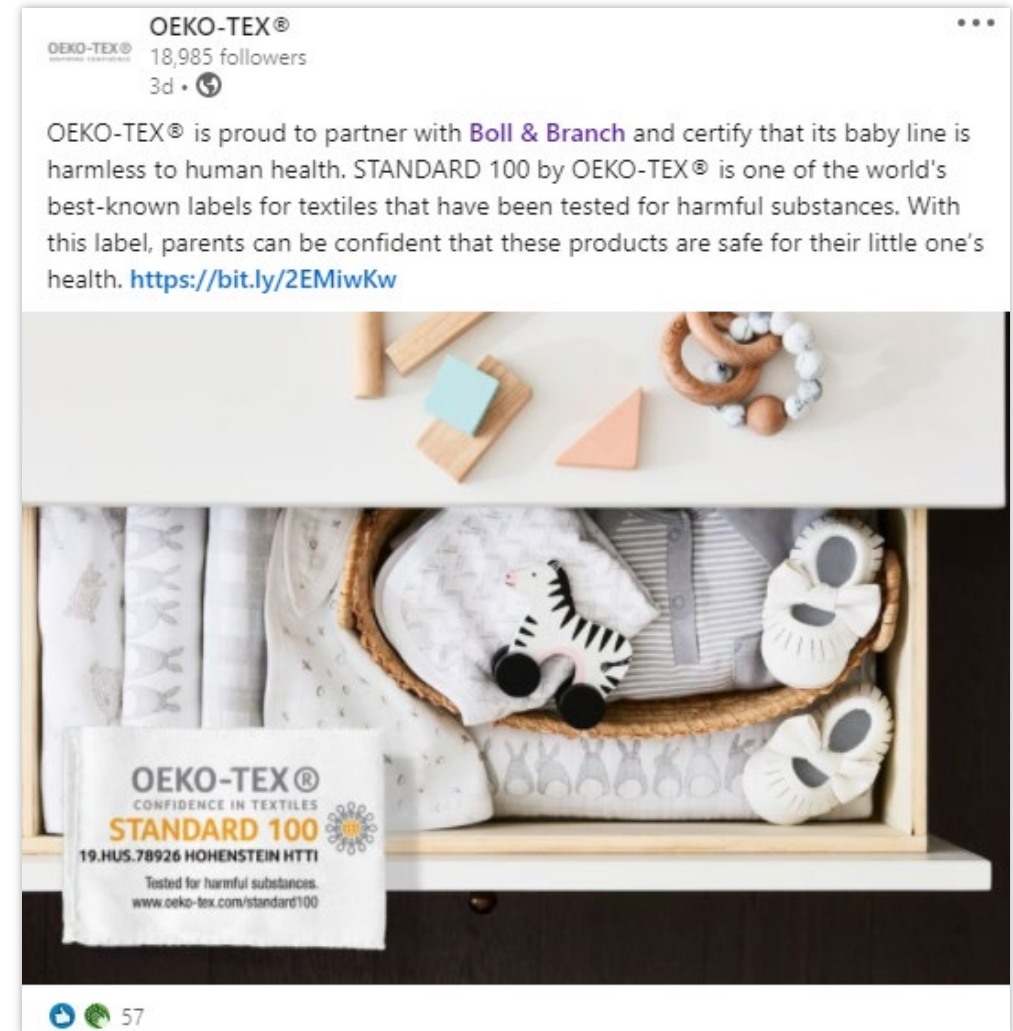 OEKO-TEX®
OEKO-TEX®
INSPIRING CONFIDENCE
18,985 followers
3d •
OEKO-TEX® is proud to partner with Boll & Branch and certify that its baby line is
harmless to human health. STANDARD 100 by OEKO-TEX® is one of the world's
best-known labels for textiles that have been tested for harmful substances. With
this label, parents can be confident that these products are safe for their little one's
health. https://bit.ly/2EMiwKw
OEKO-TEX®
CONFIDENCE IN TEXTILES
STANDARD 100
19.HUS.78926 HOHENSTEIN HTTI
Tested for harmful substances.
www.oeko-tex.com/standard100
57